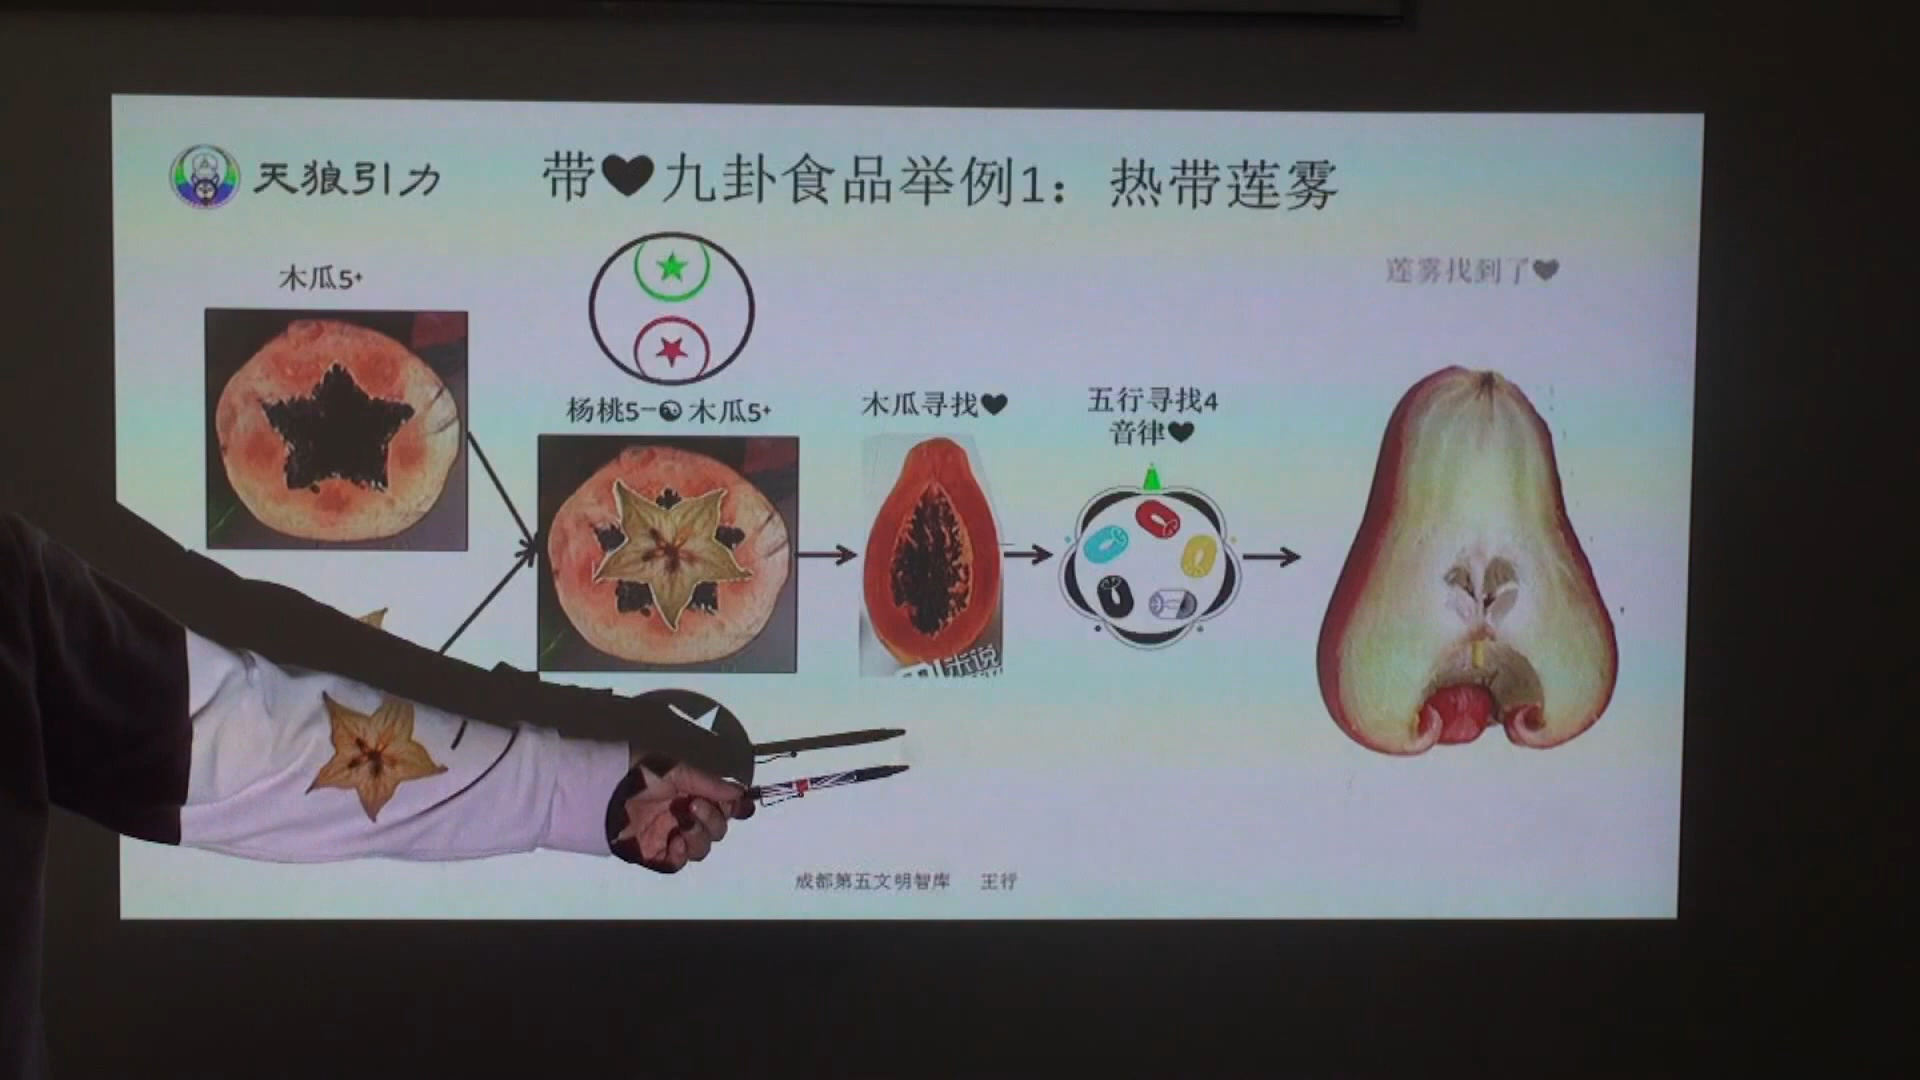 天狼引力
带♥九卦食品举例1：热带莲雾
木瓜5+
杨桃5-☯木瓜5+
木瓜寻找♥
五行寻找4
音律♥
莲雾找到了♥
米说
成都第五文明智库 王行